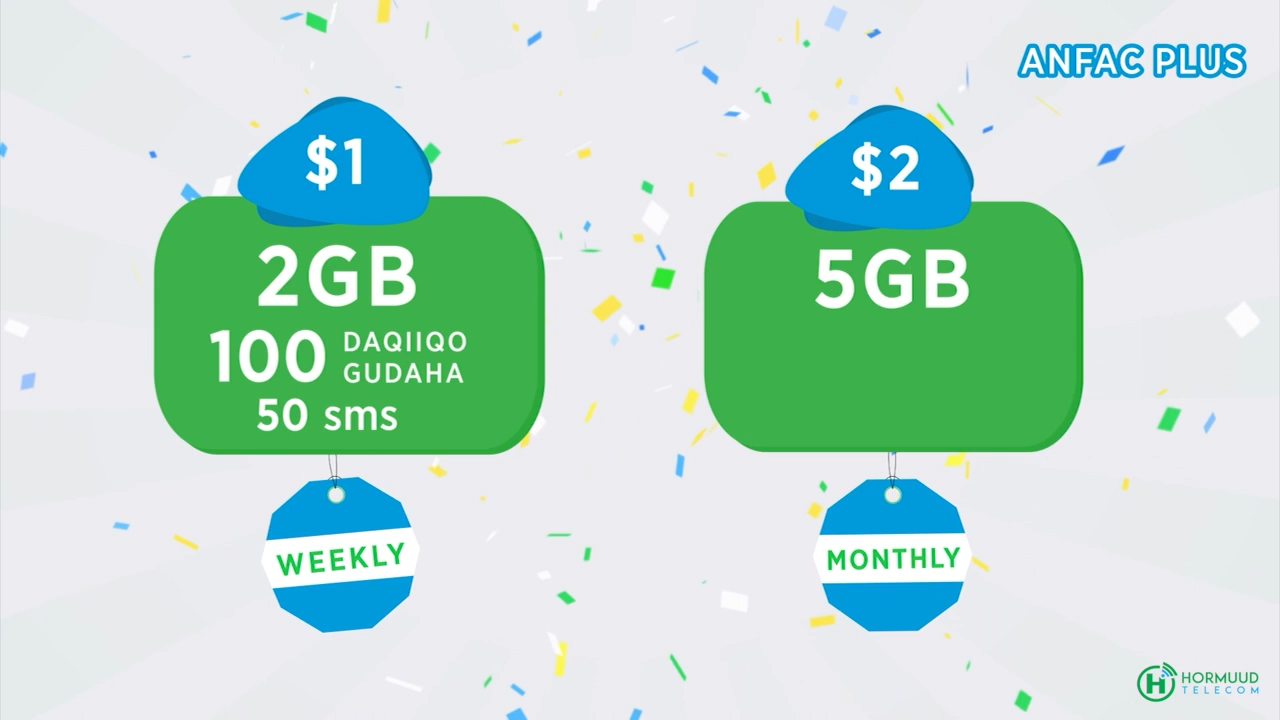 ANFAC PLUS
$1
2GB
100 DAQIIQO
GUDAHA
50 sms
WEEKLY
$2
5GB
MONTHLY
HORMUUD
TELECOM